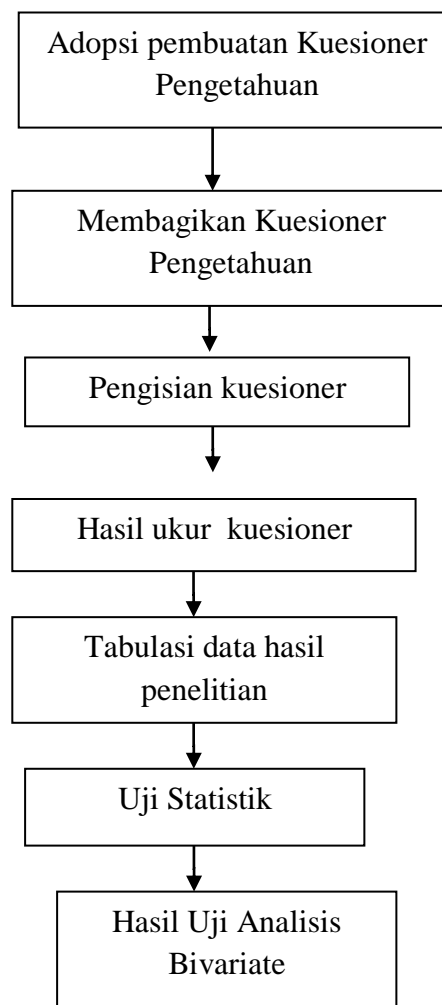 Adopsi pembuatan Kuesioner
Pengetahuan
Membagikan Kuesioner
Pengetahuan
Pengisian kuesioner
Hasil ukur  kuesioner
Tabulasi data hasil
penelitian
Uji Statistik
Hasil Uji Analisis
Bivariate